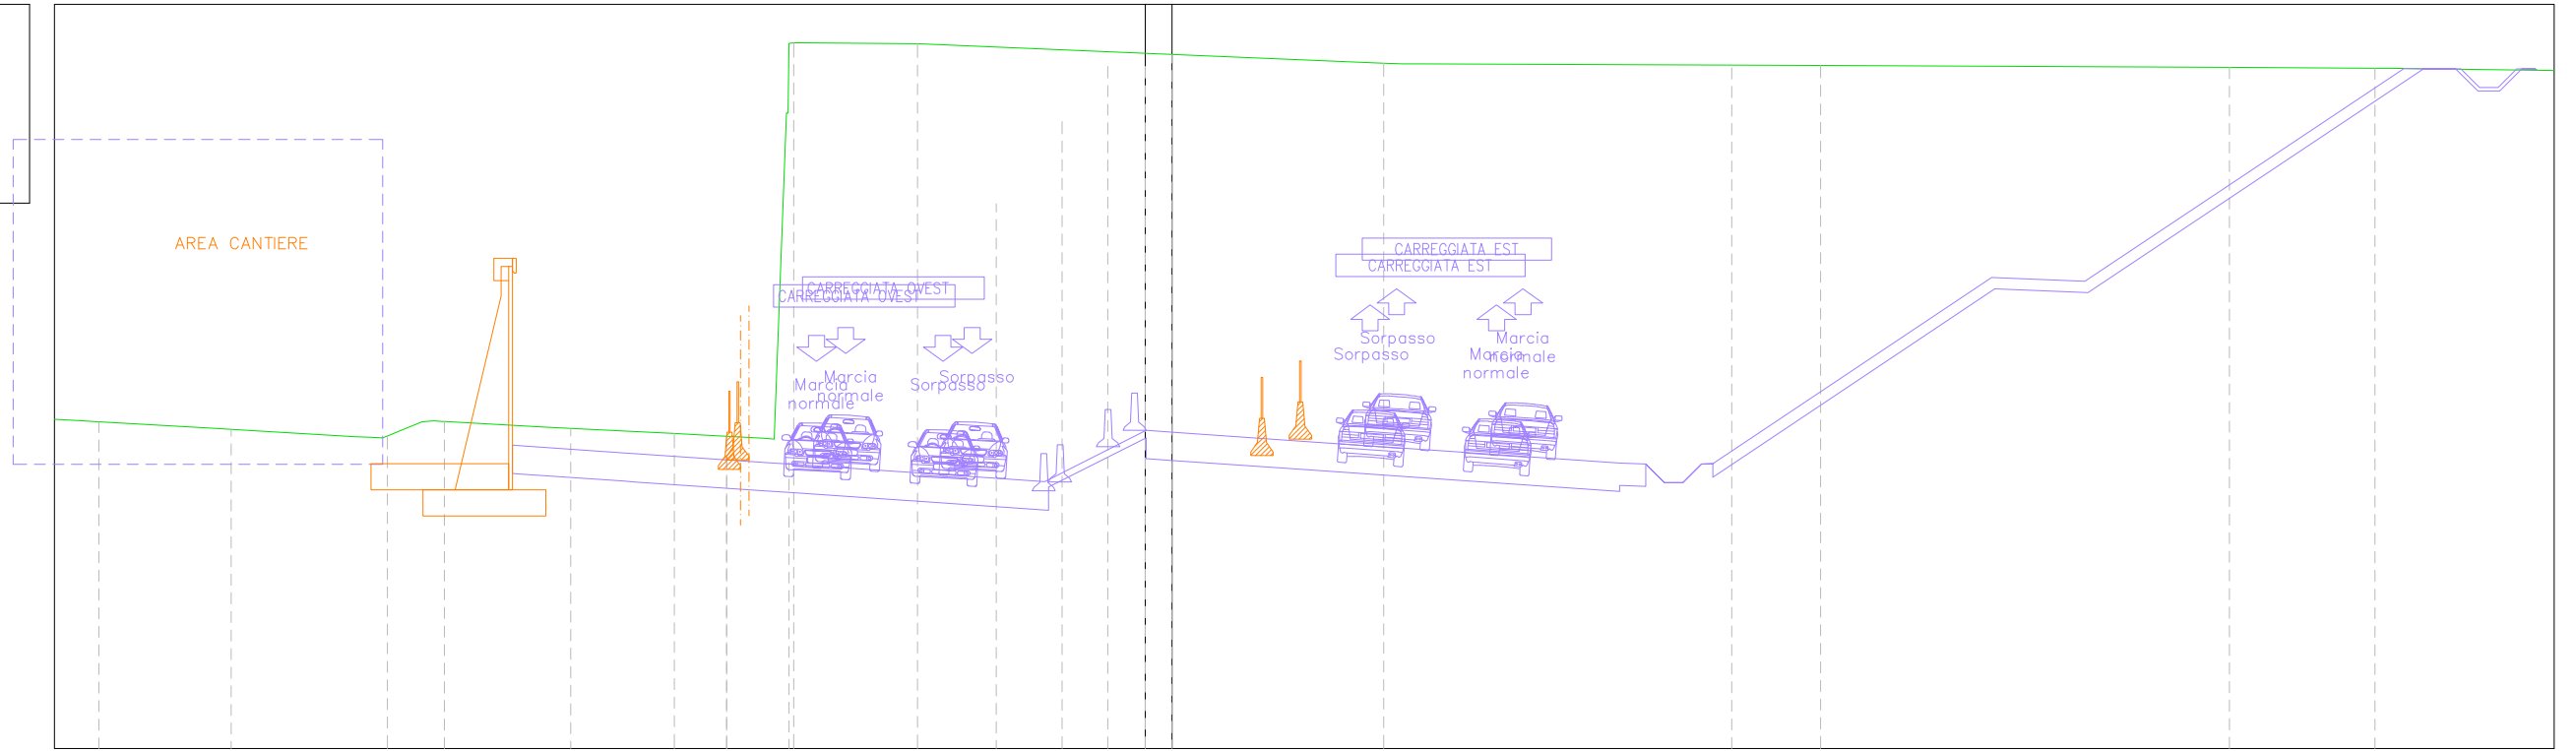 AREA CANTIERE
CARREGGIATA OVEST
CARREGGIATA OVEST
Marcia
normale
Marcia
normale
Sorpasso
Sorpasso
CARREGGIATA EST
CARREGGIATA EST
Sorpasso
Sorpasso
Marcia
normale
Marcia
normale